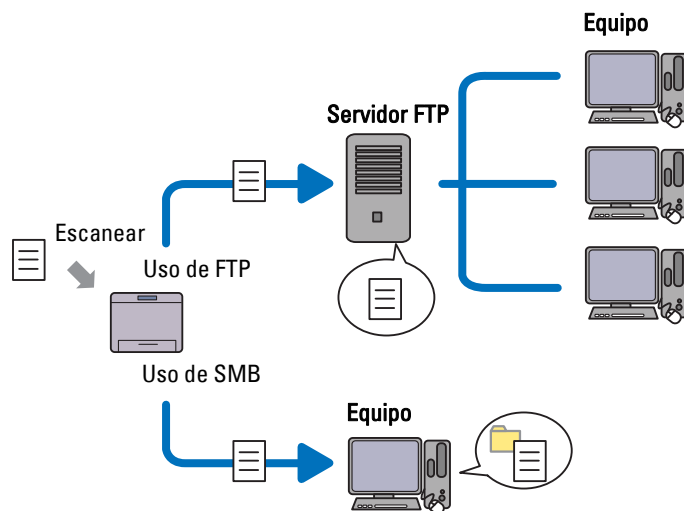 Equipo
Servidor FTP
Escanear
Uso de FTP
Uso de SMB
Equipo